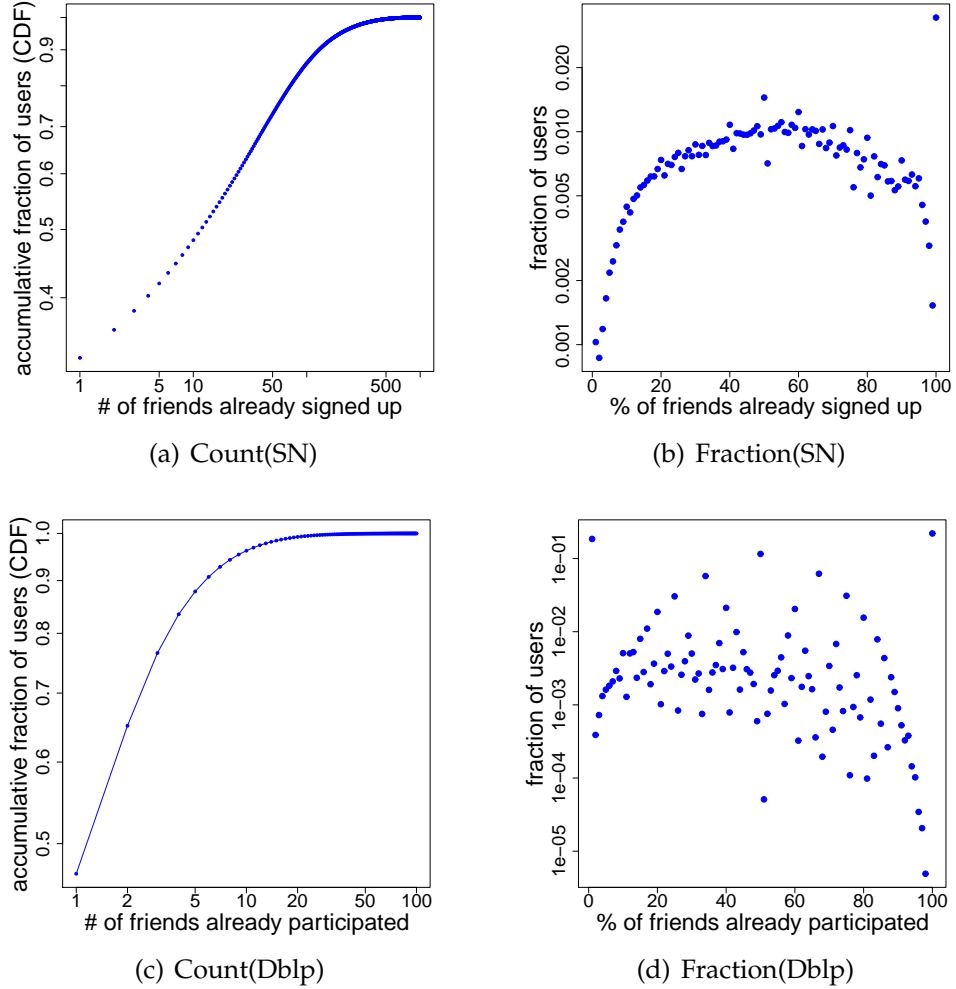 accumulative fraction of users (CDF)
0.9
0.7
0.6
0.5
0.4
1 5 10 50 500
# of friends already signed up
(a) Count(SN)
fraction of users
0.020
0.010
0.005
0.002
0.001
0 20 40 60 80 100
% of friends already signed up
(b) Fraction(SN)
accumulative fraction of users (CDF)
1.0
0.9
0.8
0.7
0.6
0.5
1 2 5 10 20 50 100
# of friends already participated
(c) Count(Dblp)
fraction of users
1e−01
1e−02
1e−03
1e−04
1e−05
0 20 40 60 80 100
% of friends already participated
(d) Fraction(Dblp)